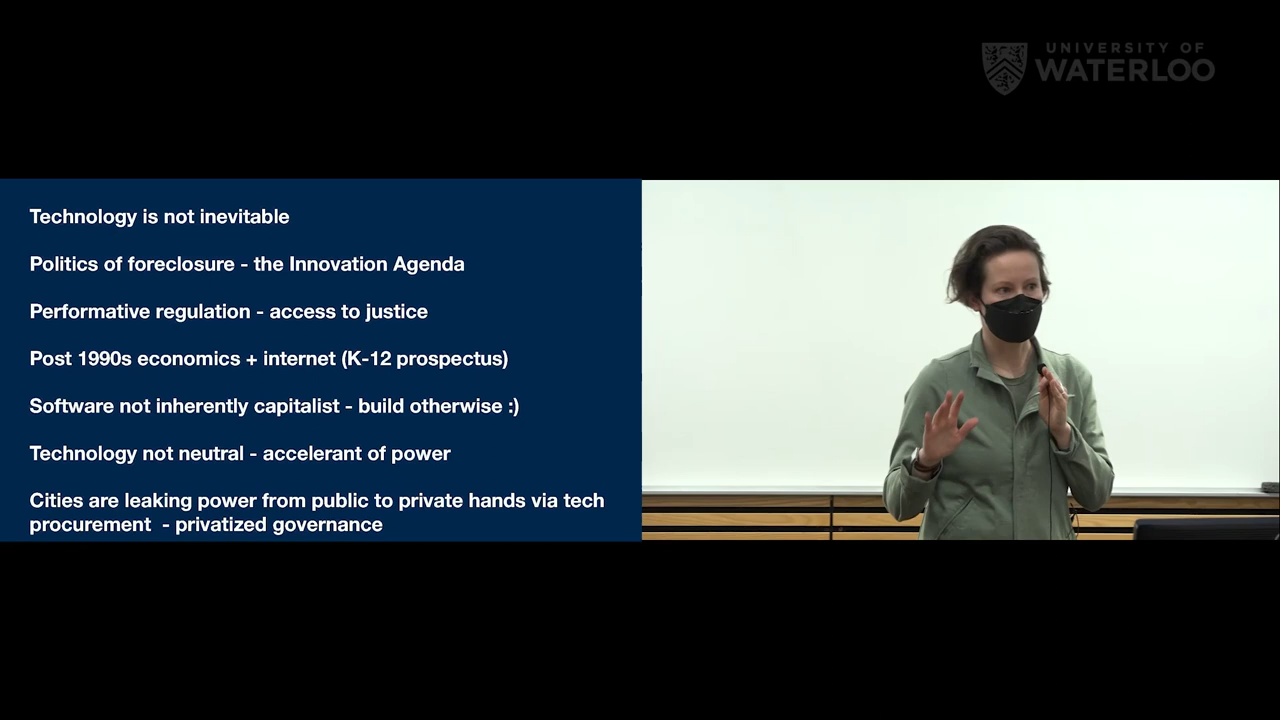 UNIVERSITY OF
WATERLOO
Technology is not inevitable
Politics of foreclosure - the Innovation Agenda
Performative regulation - access to justice
Post 1990s economics + internet (K-12 prospectus)
Software not inherently capitalist - build otherwise :)
Technology not neutral - accelerant of power
Cities are leaking power from public to private hands via tech
procurement  - privatized governance